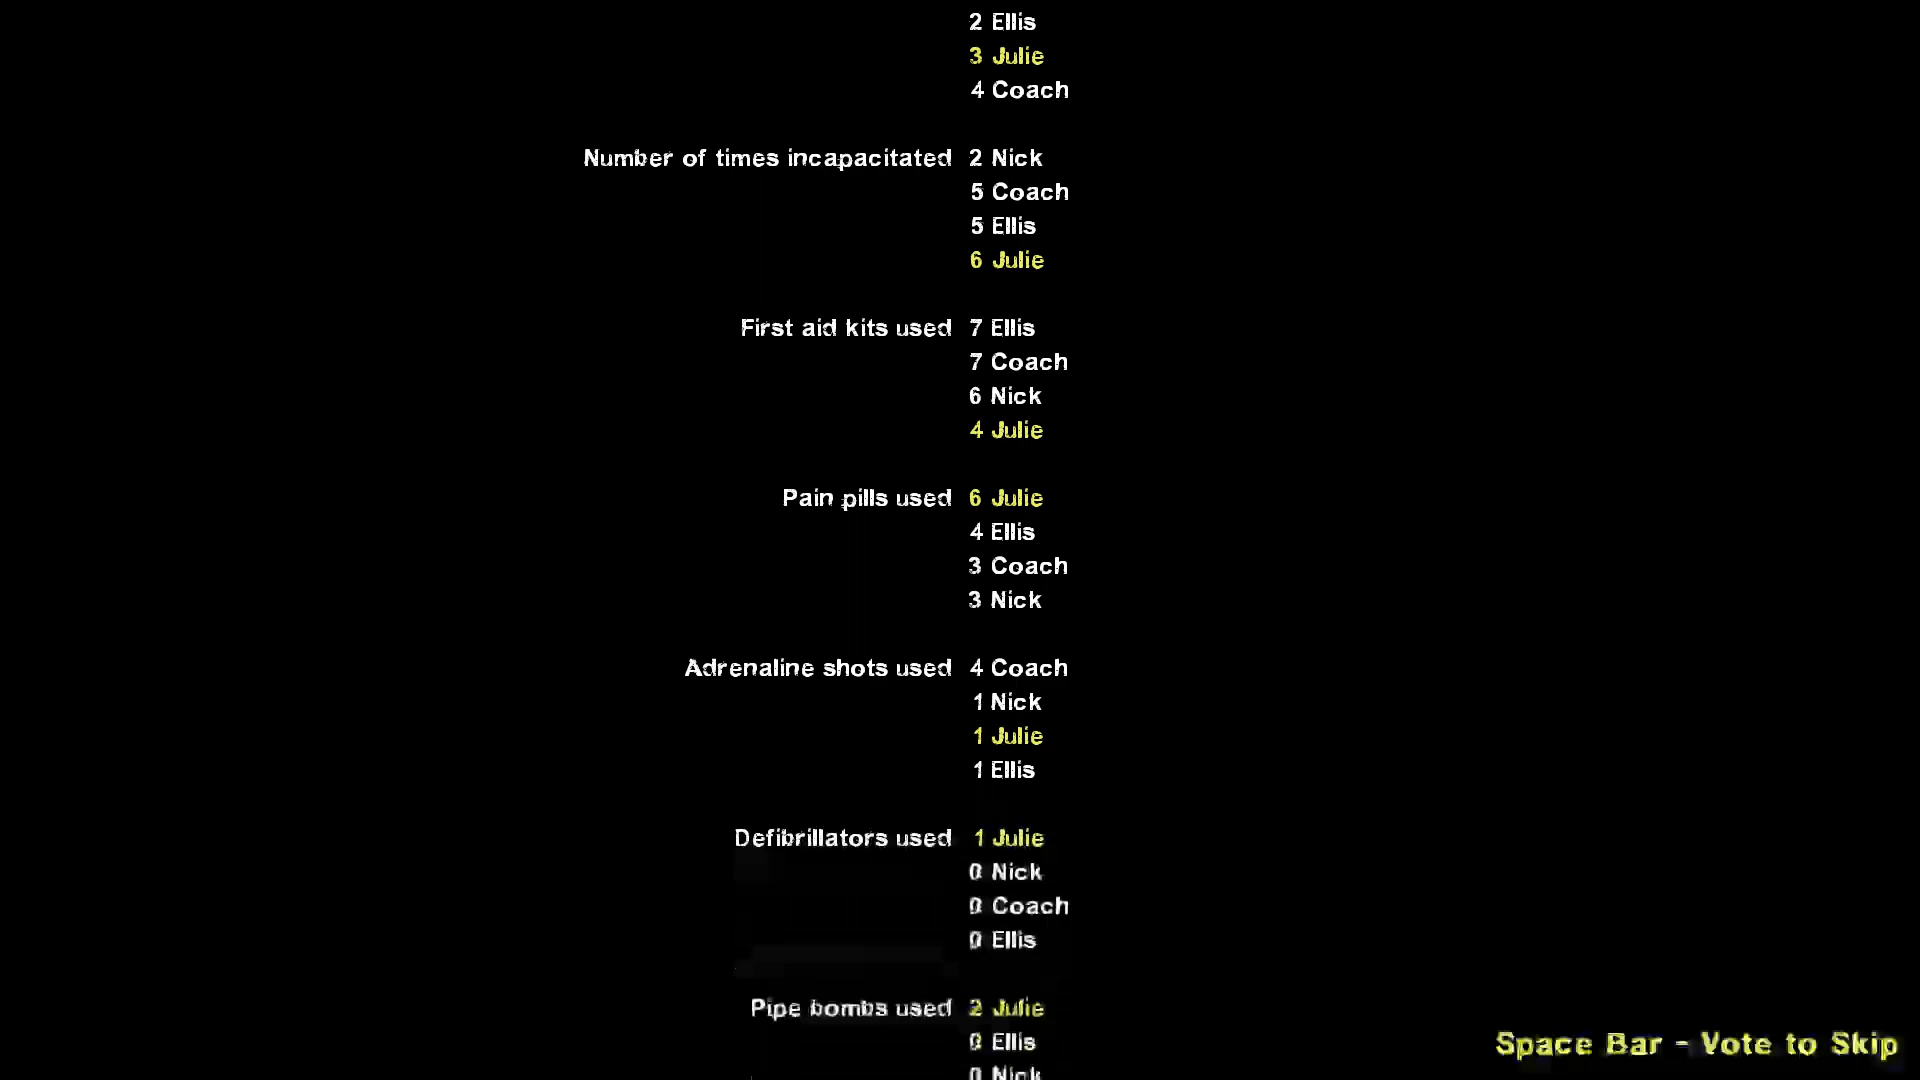 2 Ellis
3 Julie
4 Coach
Number of times incapacitated 2 Nick
5 Coach
5 Ellis
6 Julie
First aid kits used 7 Ellis
7 Coach
6 Nick
4 Julie
Pain pills used 6 Julie
4 Ellis
3 Coach
3 Nick
Adrenaline shots used 4 Coach
1 Nick
1 Julie
1 Ellis
Defibrillators used 1 Julie
0 Nick
0 Coach
0 Ellis
Pipe bombs used 2 Julie
0 Ellis
0 Nick
Space Bar - Vote to Skip